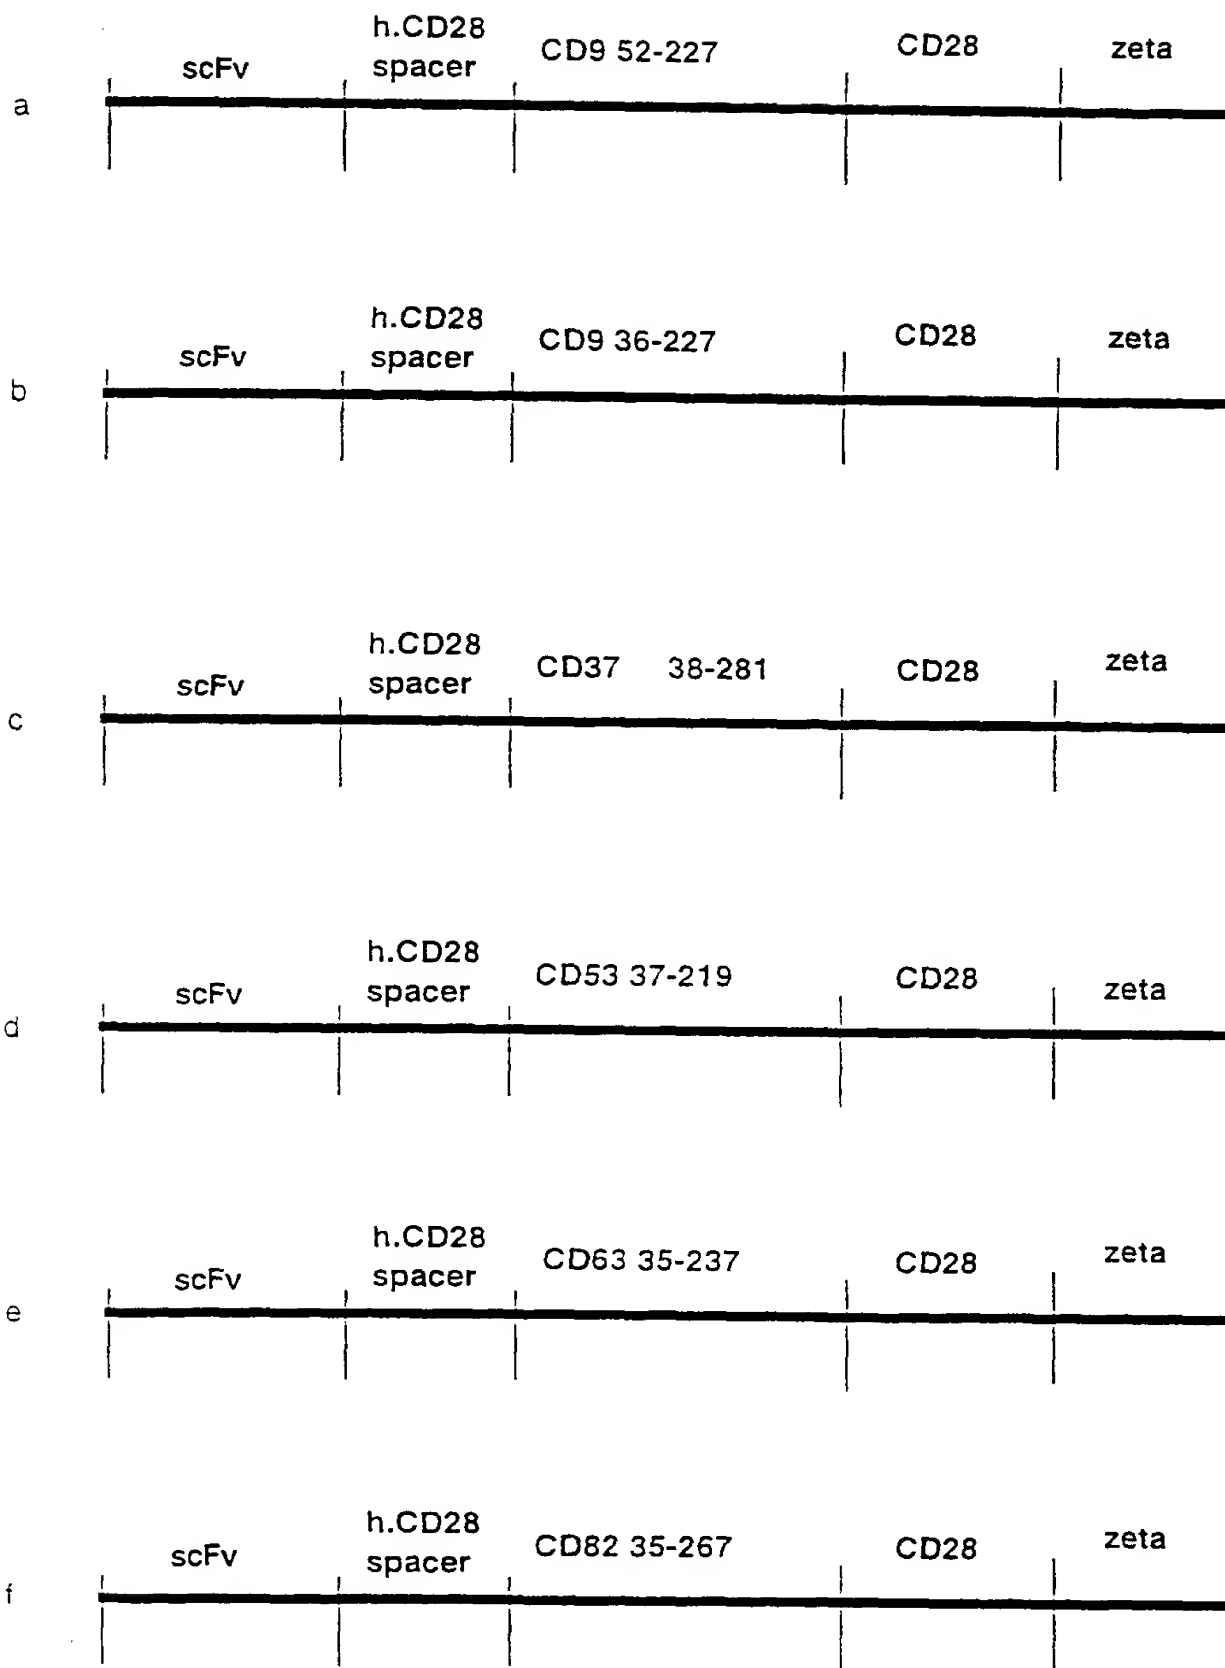 a
scFv
h.CD28
spacer
CD9 52-227
CD28
zeta
b
scFv
h.CD28
spacer
CD9 36-227
CD28
zeta
c
scFv
h.CD28
spacer
CD37 38-281
CD28
zeta
d
scFv
h.CD28
spacer
CD53 37-219
CD28
zeta
e
scFv
h.CD28
spacer
CD63 35-237
CD28
zeta
f
scFv
h.CD28
spacer
CD82 35-267
CD28
zeta